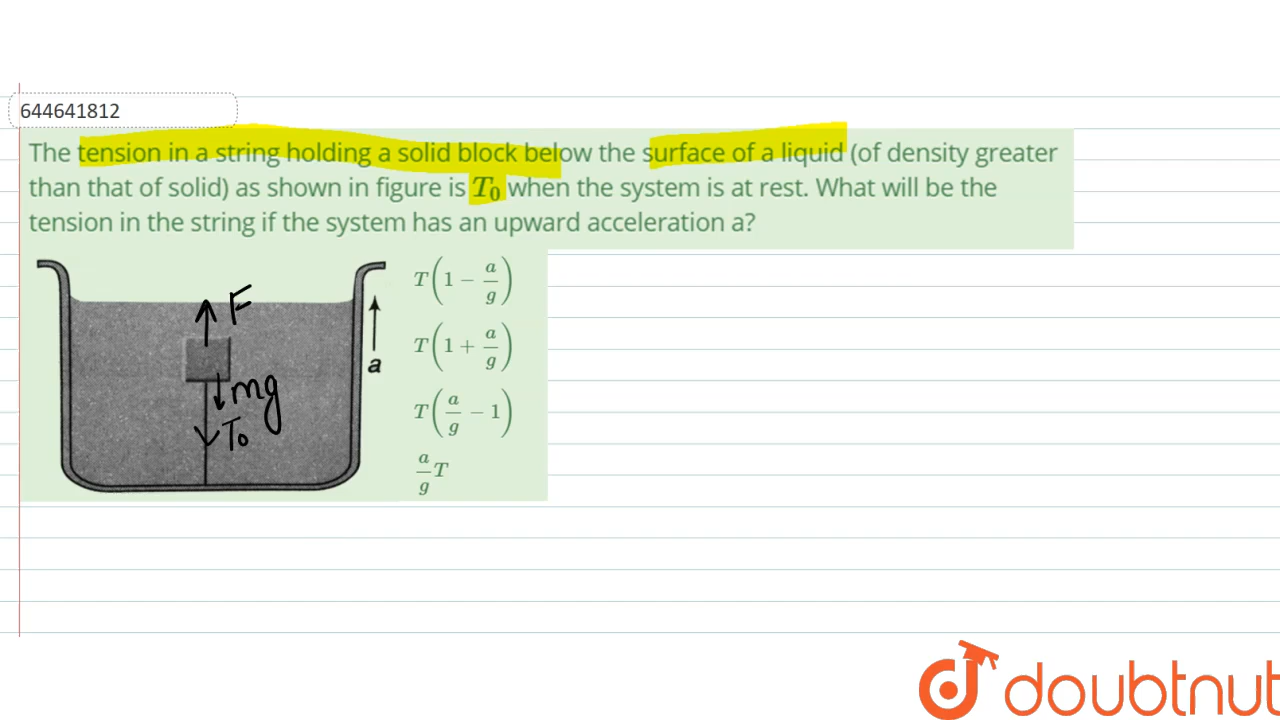 644641812
The tension in a string holding a solid block below the surface of a liquid (of density greater
than that of solid) as shown in figure is T₀ when the system is at rest. What will be the
tension in the string if the system has an upward acceleration a?
T(1 − a/g)
T(1 + a/g)
T(a/g − 1)
a/g T
F
a
mg
T₀
doubtnut